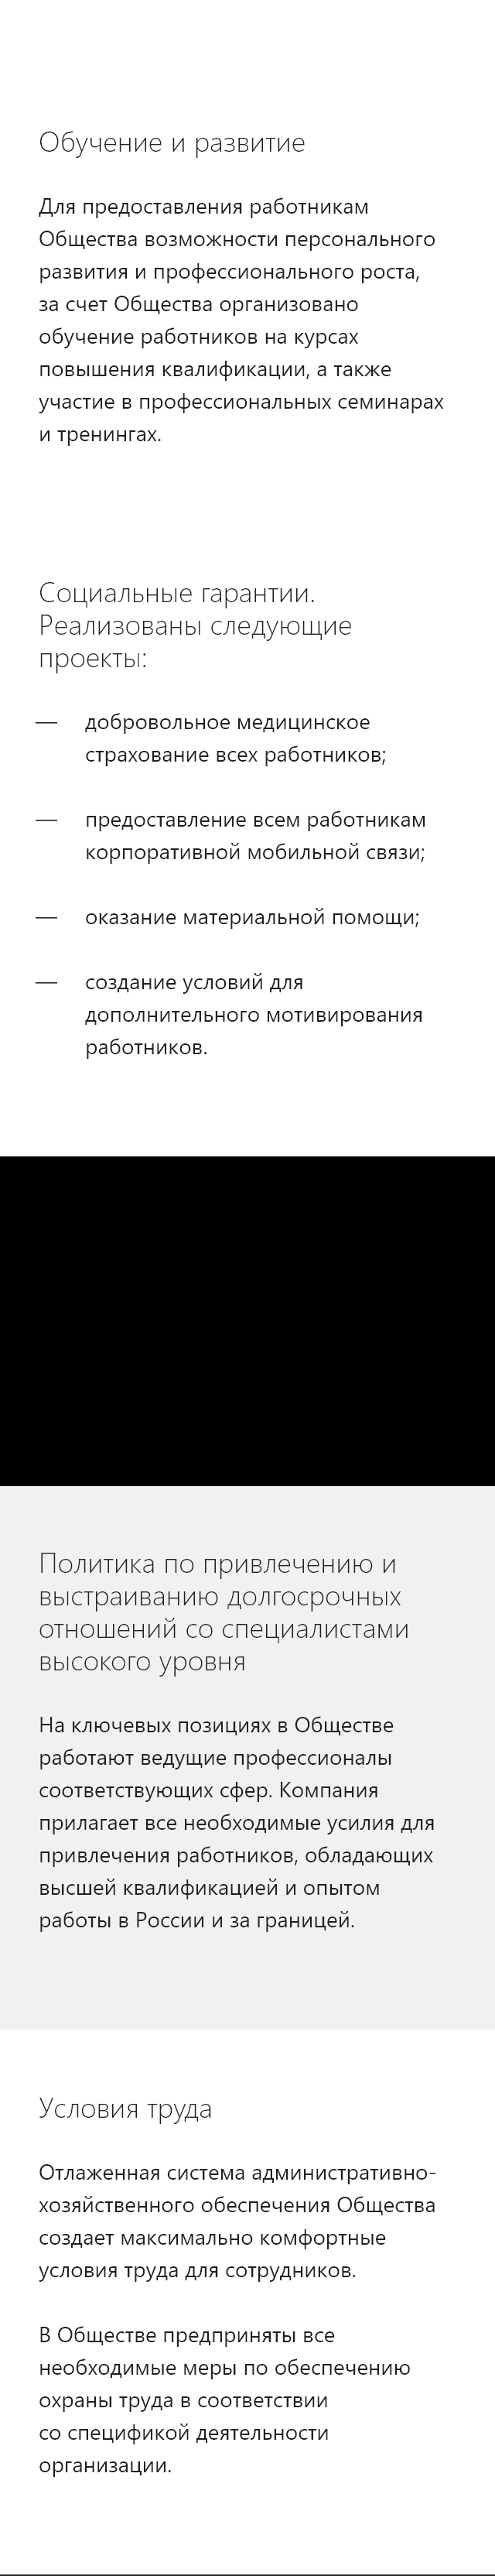 Обучение и развитие
Для предоставления работникам
Общества возможности персонального
развития и профессионального роста,
за счет Общества организовано
обучение работников на курсах
повышения квалификации, а также
участие в профессиональных семинарах
и тренингах.
Социальные гарантии.
Реализованы следующие
проекты:
— добровольное медицинское
страхование всех работников;
— предоставление всем работникам
корпоративной мобильной связи;
— оказание материальной помощи;
— создание условий для
дополнительного мотивирования
работников.
Политика по привлечению и
выстраиванию долгосрочных
отношений со специалистами
высокого уровня
На ключевых позициях в Обществе
работают ведущие профессионалы
соответствующих сфер. Компания
прилагает все необходимые усилия для
привлечения работников, обладающих
высшей квалификацией и опытом
работы в России и за границей.
Условия труда
Отлаженная система административно-
хозяйственного обеспечения Общества
создает максимально комфортные
условия труда для сотрудников.
В Обществе предприняты все
необходимые меры по обеспечению
охраны труда в соответствии
со спецификой деятельности
организации.